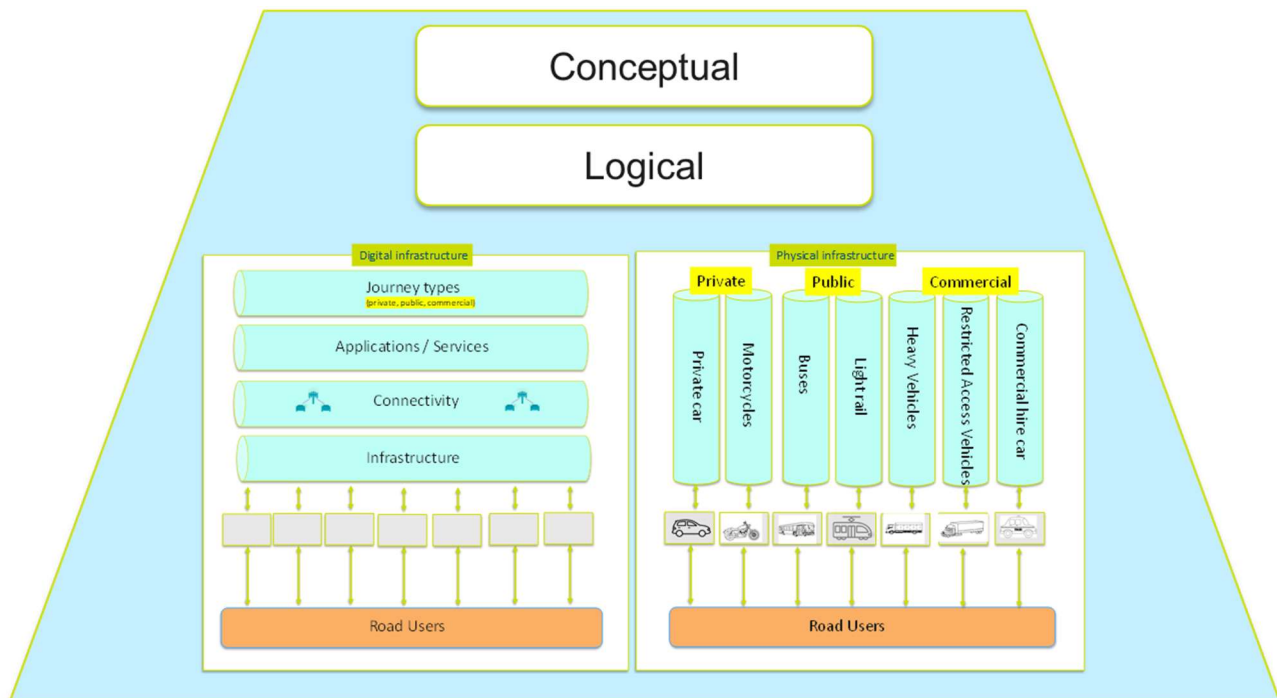 Conceptual
Logical
Digital infrastructure
Journey types
(private, public, commercial)
Applications / Services
Connectivity
Infrastructure
Road Users
Physical infrastructure
Private
Public
Commercial
Private car
Motorcycles
Buses
Light rail
Heavy Vehicles
Restricted Access Vehicles
Commercial hire car
Road Users